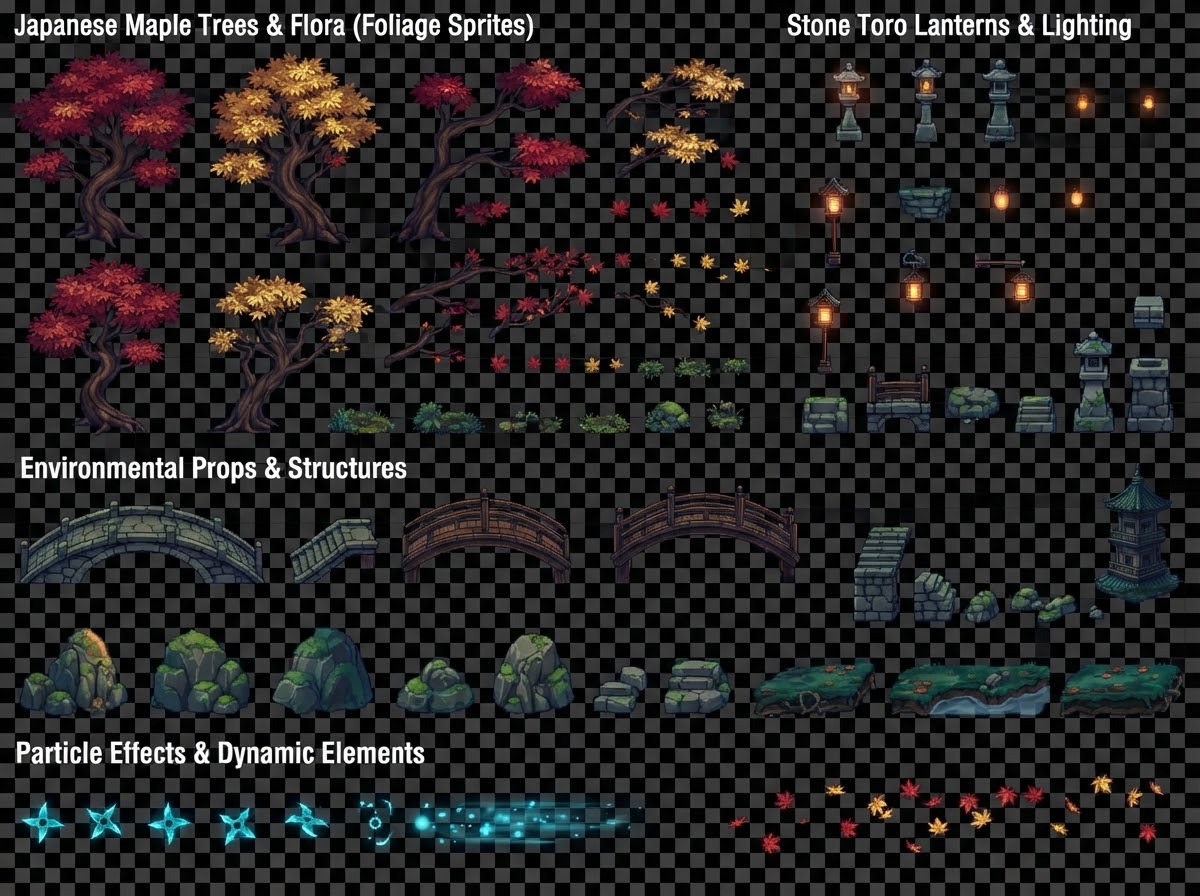 Japanese Maple Trees & Flora (Foliage Sprites)
Stone Toro Lanterns & Lighting
Environmental Props & Structures
Particle Effects & Dynamic Elements